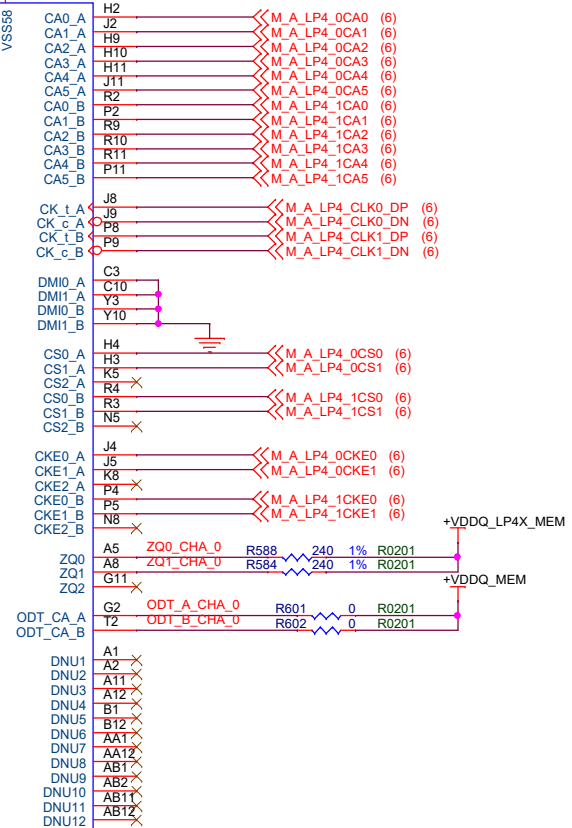 VSS58
CA0_A H2 M_A_LP4_0CA0 (6)
CA1_A J2 M_A_LP4_0CA1 (6)
CA2_A H9 M_A_LP4_0CA2 (6)
CA3_A H10 M_A_LP4_0CA3 (6)
CA4_A H11 M_A_LP4_0CA4 (6)
CA5_A J11 M_A_LP4_0CA5 (6)
CA0_B R2 M_A_LP4_1CA0 (6)
CA1_B P2 M_A_LP4_1CA1 (6)
CA2_B R9 M_A_LP4_1CA2 (6)
CA3_B R10 M_A_LP4_1CA3 (6)
CA4_B R11 M_A_LP4_1CA4 (6)
CA5_B P11 M_A_LP4_1CA5 (6)
CK_t_A J8 M_A_LP4_CLK0_DP (6)
CK_c_A J9 M_A_LP4_CLK0_DN (6)
CK_t_B P8 M_A_LP4_CLK1_DP (6)
CK_c_B P9 M_A_LP4_CLK1_DN (6)
DMI0_A C3
DMI1_A C10
DMI0_B Y3
DMI1_B Y10
CS0_A H4 M_A_LP4_0CS0 (6)
CS1_A H3 M_A_LP4_0CS1 (6)
CS2_A K5
CS0_B R4 M_A_LP4_1CS0 (6)
CS1_B R3 M_A_LP4_1CS1 (6)
CS2_B N5
CKE0_A J4 M_A_LP4_0CKE0 (6)
CKE1_A J5 M_A_LP4_0CKE1 (6)
CKE2_A K8
CKE0_B P4 M_A_LP4_1CKE0 (6)
CKE1_B P5 M_A_LP4_1CKE1 (6)
CKE2_B N8
+VDDQ_LP4X_MEM
ZQ0 A5 ZQ0_CHA_0 R588 240 1% R0201
ZQ1 A8 ZQ1_CHA_0 R584 240 1% R0201
ZQ2 G11
+VDDQ_MEM
ODT_CA_A G2 ODT_A_CHA_0 R601 0 R0201
ODT_CA_B T2 ODT_B_CHA_0 R602 0 R0201
DNU1 A1
DNU2 A2
DNU3 A11
DNU4 A12
DNU5 B1
DNU6 B12
DNU7 AA1
DNU8 AA12
DNU9 AB1
DNU10 AB2
DNU11 AB11
DNU12 AB12